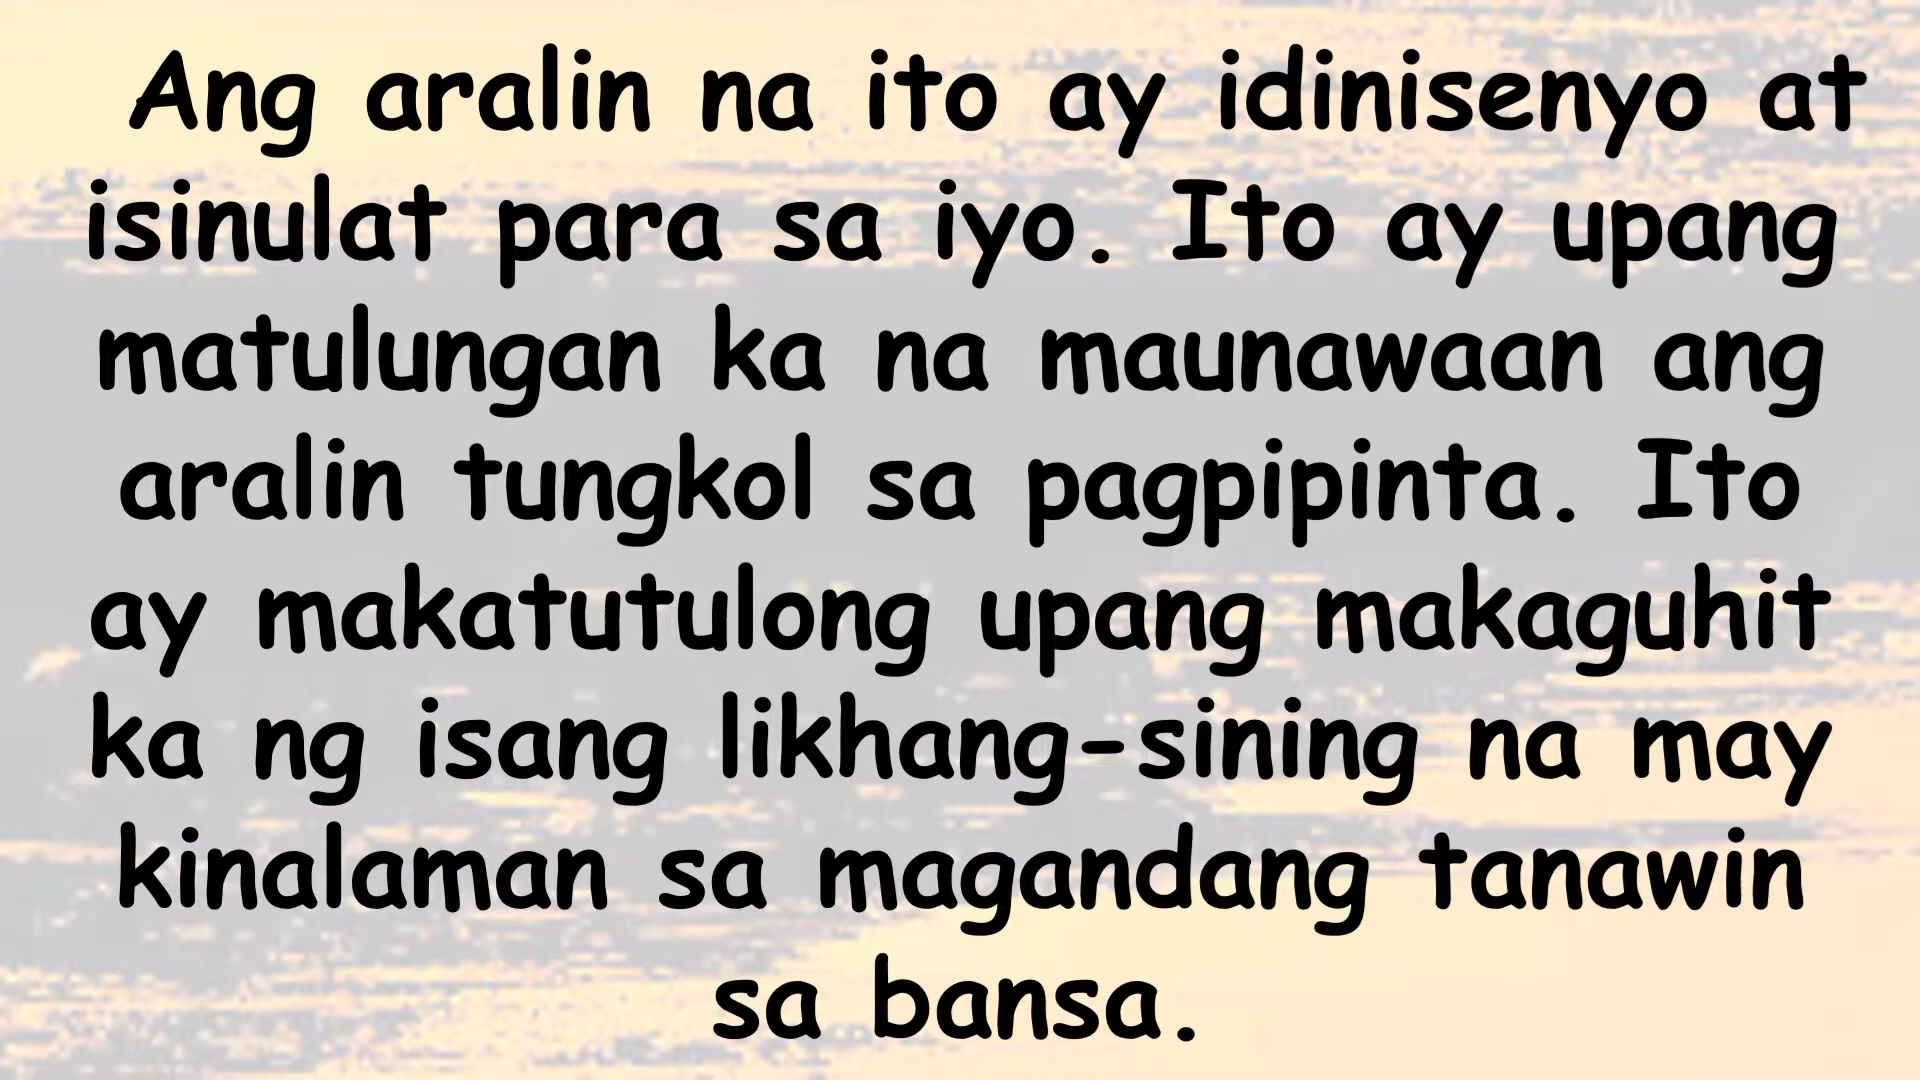 Ang aralin na ito ay idinisenyo at
isinulat para sa iyo. Ito ay upang
matulungan ka na maunawaan ang
aralin tungkol sa pagpipinta. Ito
ay makatutulong upang makaguhit
ka ng isang likhang-sining na may
kinalaman sa magandang tanawin
sa bansa.